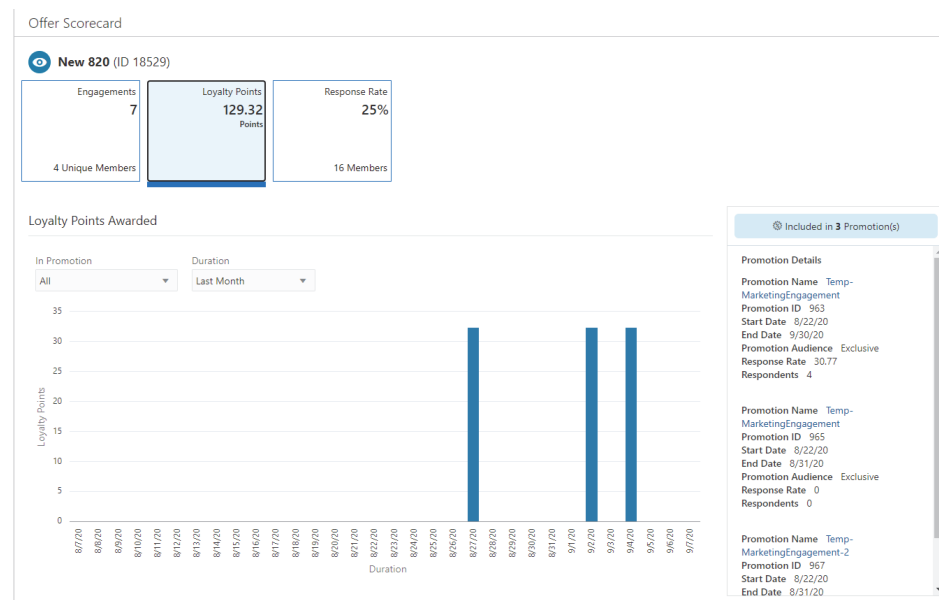 Offer Scorecard
New 820 (ID 18529)
Engagements
7
4 Unique Members
Loyalty Points
129.32
Points
Response Rate
25%
16 Members
Loyalty Points Awarded
In Promotion
All
Duration
Last Month
35
30
25
20
15
10
5
0
Loyalty Points
8/7/20
8/8/20
8/9/20
8/10/20
8/11/20
8/12/20
8/13/20
8/14/20
8/15/20
8/16/20
8/17/20
8/18/20
8/19/20
8/20/20
8/21/20
8/22/20
8/23/20
8/24/20
8/25/20
8/26/20
8/27/20
8/28/20
8/29/20
8/30/20
8/31/20
9/1/20
9/2/20
9/3/20
9/4/20
9/5/20
9/6/20
9/7/20
Duration
Included in 3 Promotion(s)
Promotion Details
Promotion Name Temp-
MarketingEngagement
Promotion ID 963
Start Date 8/22/20
End Date 9/30/20
Promotion Audience Exclusive
Response Rate 30.77
Respondents 4
Promotion Name Temp-
MarketingEngagement
Promotion ID 965
Start Date 8/22/20
End Date 8/31/20
Promotion Audience Exclusive
Response Rate 0
Respondents 0
Promotion Name Temp-
MarketingEngagement-2
Promotion ID 967
Start Date 8/22/20
End Date 8/31/20